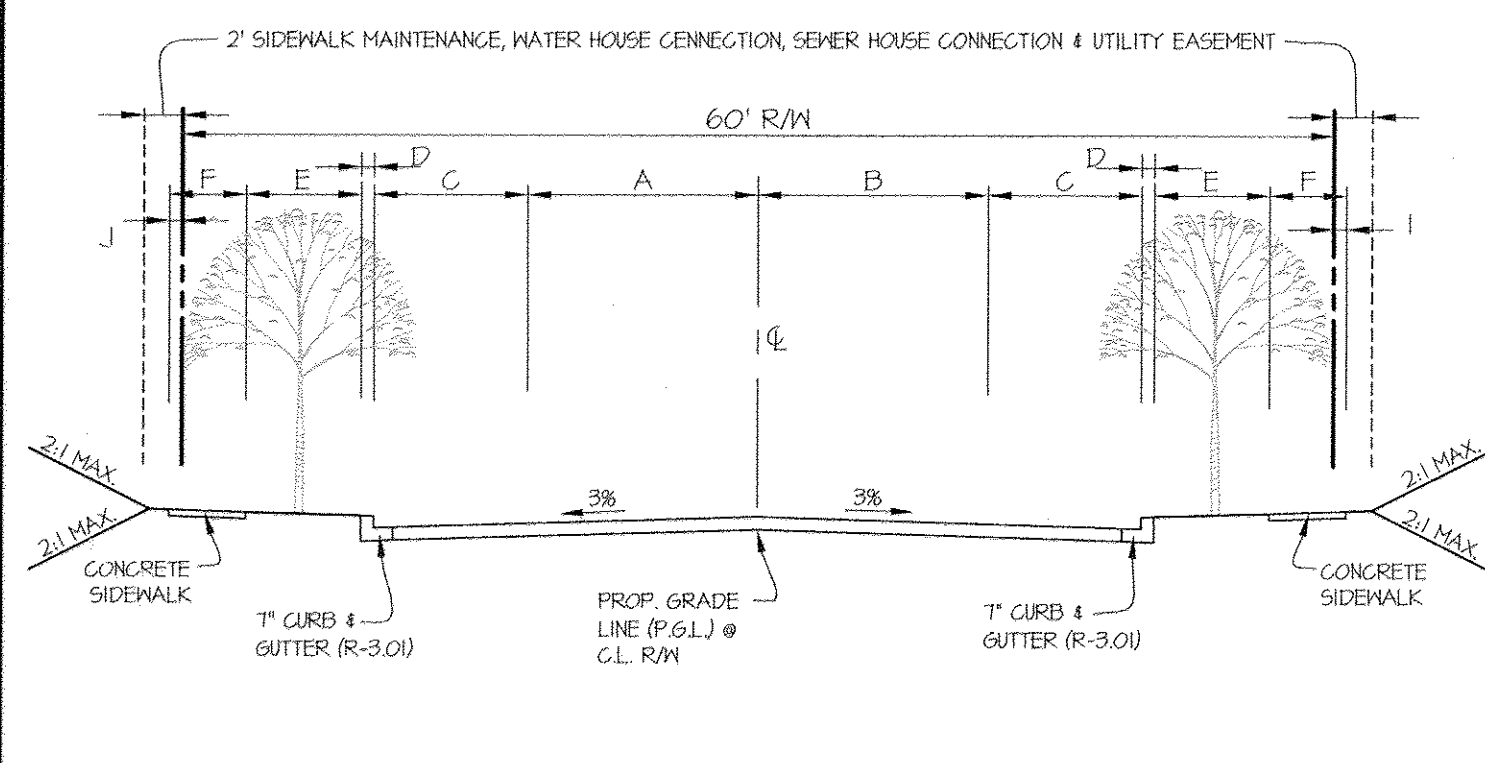 2' SIDEWALK MAINTENANCE, WATER HOUSE CENNECTION, SEWER HOUSE CONNECTION & UTILITY EASEMENT
60' R/W
D D
F E C A B C E F
J I
℄
2:1 MAX. 2:1 MAX.
3% 3%
2:1 MAX. 2:1 MAX.
CONCRETE
SIDEWALK
7" CURB &
GUTTER (R-3.01)
PROP. GRADE
LINE (P.G.L.) @
C.L. R/W
7" CURB &
GUTTER (R-3.01)
CONCRETE
SIDEWALK